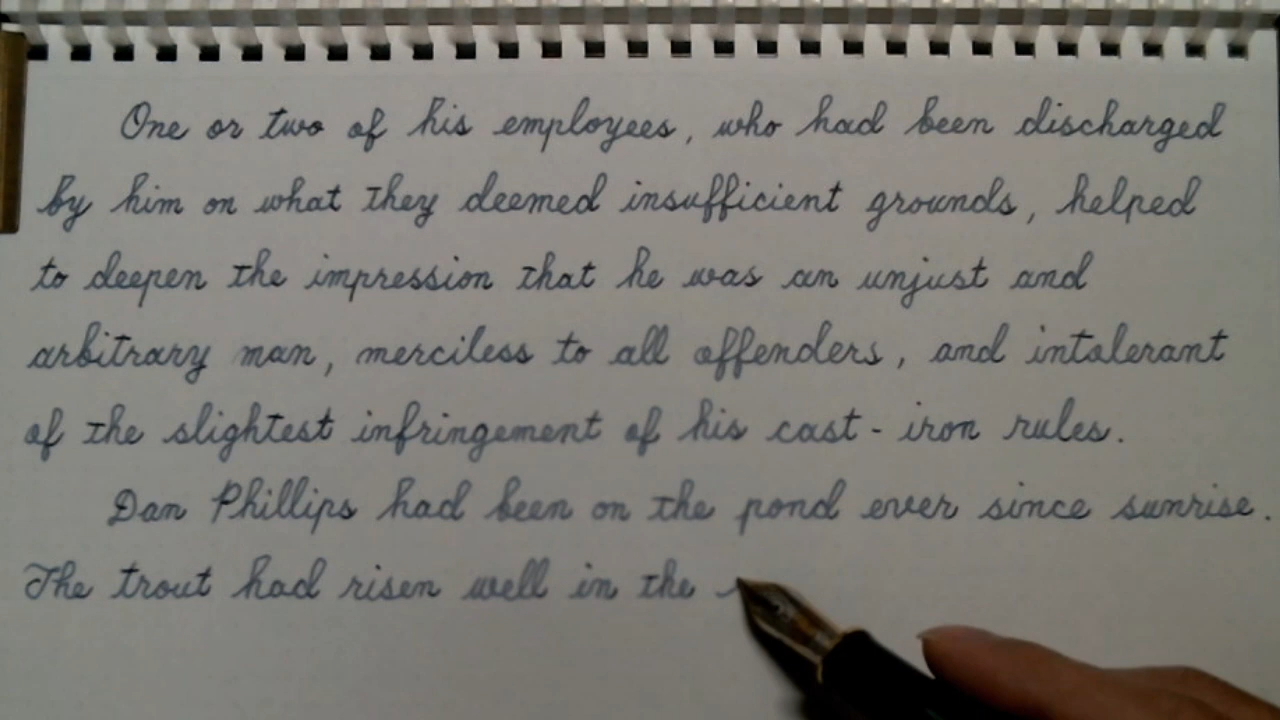 One or two of his employees, who had been discharged
by him on what they deemed insufficient grounds, helped
to deepen the impression that he was an unjust and
arbitrary man, merciless to all offenders, and intolerant
of the slightest infringement of his cast-iron rules.
Dan Phillips had been on the pond ever since sunrise.
The trout had risen well in the